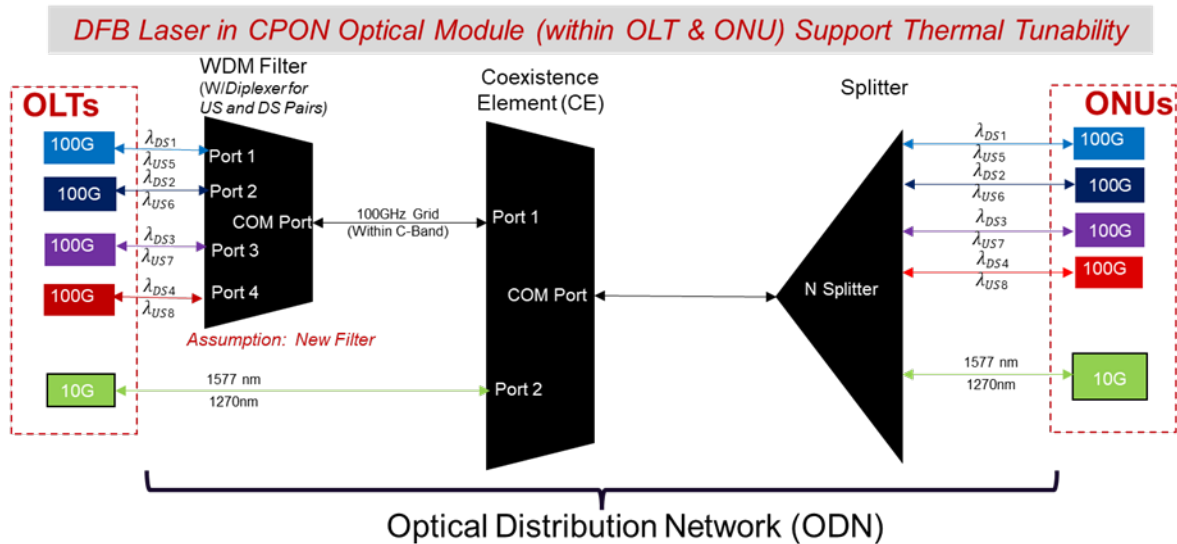 DFB Laser in CPON Optical Module (within OLT & ONU) Support Thermal Tunability
WDM Filter
(W/Diplexer for
US and DS Pairs)
Coexistence
Element (CE)
Splitter
OLTs
ONUs
100G
λDS1
λUS5
Port 1
100G
λDS2
λUS6
Port 2
COM Port
100G
λDS3
λUS7
Port 3
100G
λDS4
λUS8
Port 4
Assumption: New Filter
100GHz Grid
(Within C-Band)
Port 1
COM Port
Port 2
10G
1577 nm
1270nm
N Splitter
λDS1
λUS5
100G
λDS2
λUS6
100G
λDS3
λUS7
100G
λDS4
λUS8
100G
1577 nm
1270nm
10G
Optical Distribution Network (ODN)